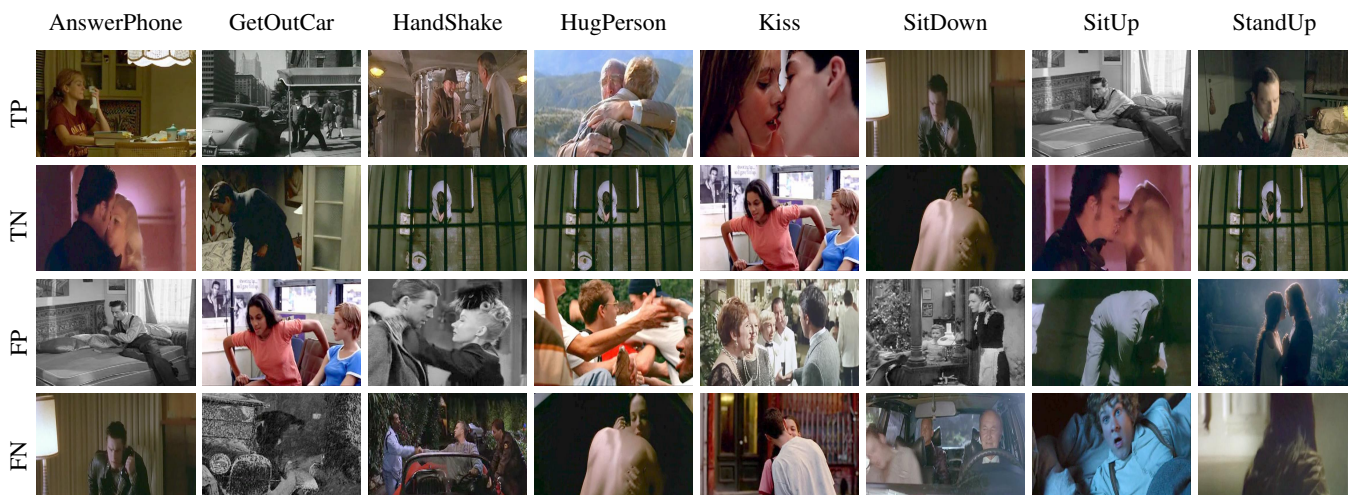 AnswerPhone GetOutCar HandShake HugPerson Kiss SitDown SitUp StandUp
TP
TN
FP
FN